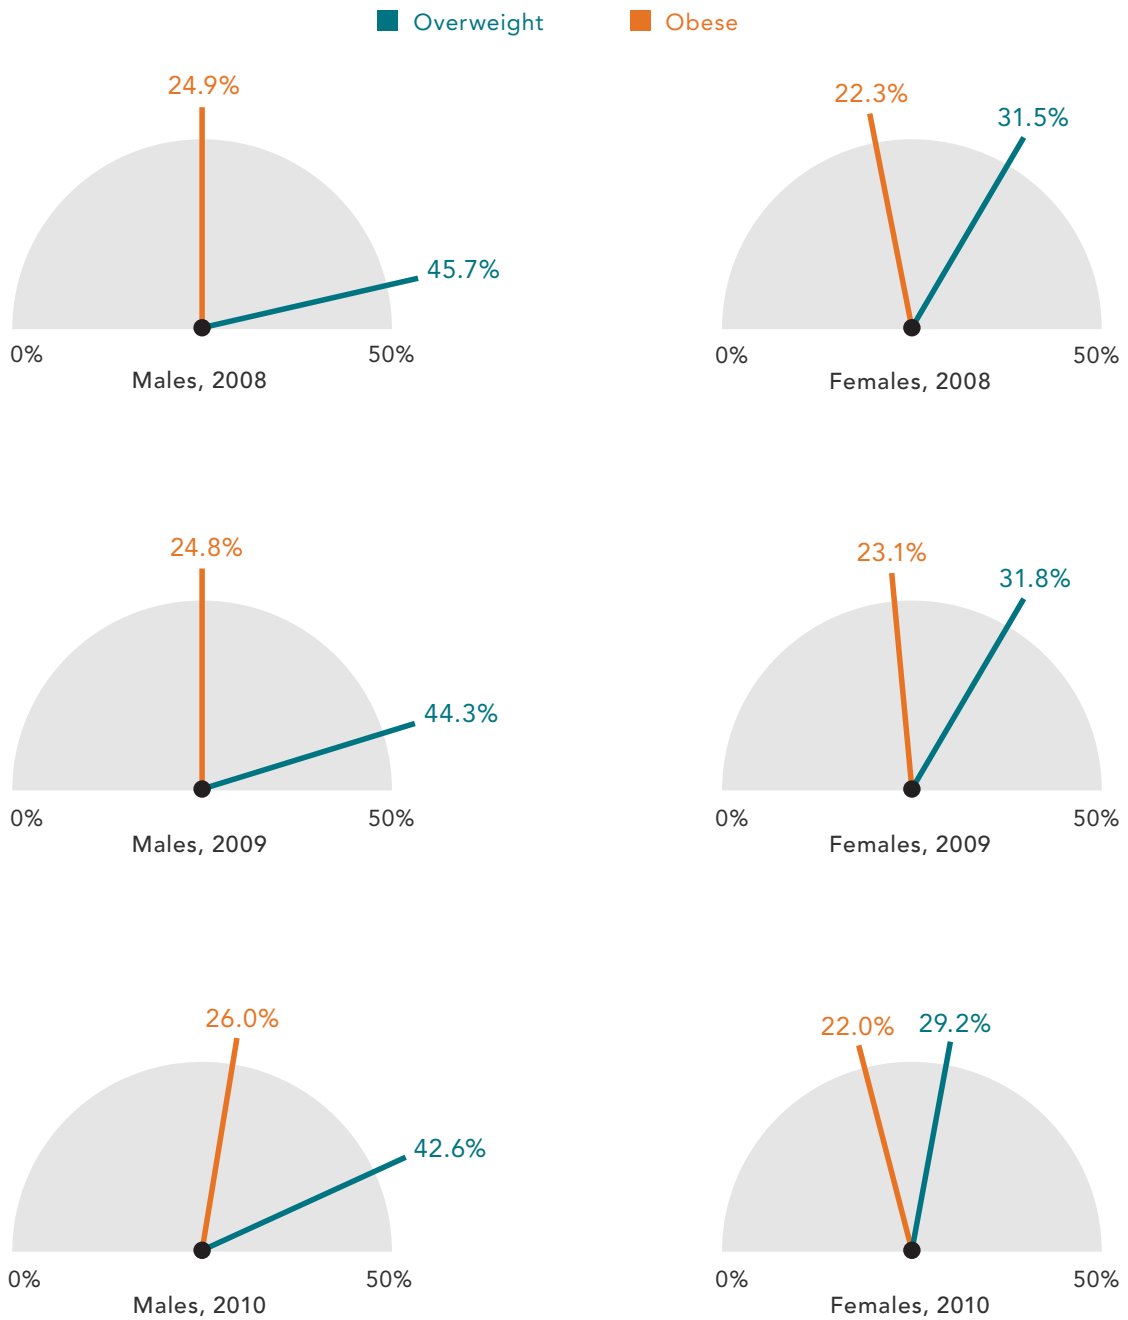 Overweight Obese
24.9%
45.7%
0% 50%
Males, 2008
22.3%
31.5%
0% 50%
Females, 2008
24.8%
44.3%
0% 50%
Males, 2009
23.1%
31.8%
0% 50%
Females, 2009
26.0%
42.6%
0% 50%
Males, 2010
22.0% 29.2%
0% 50%
Females, 2010